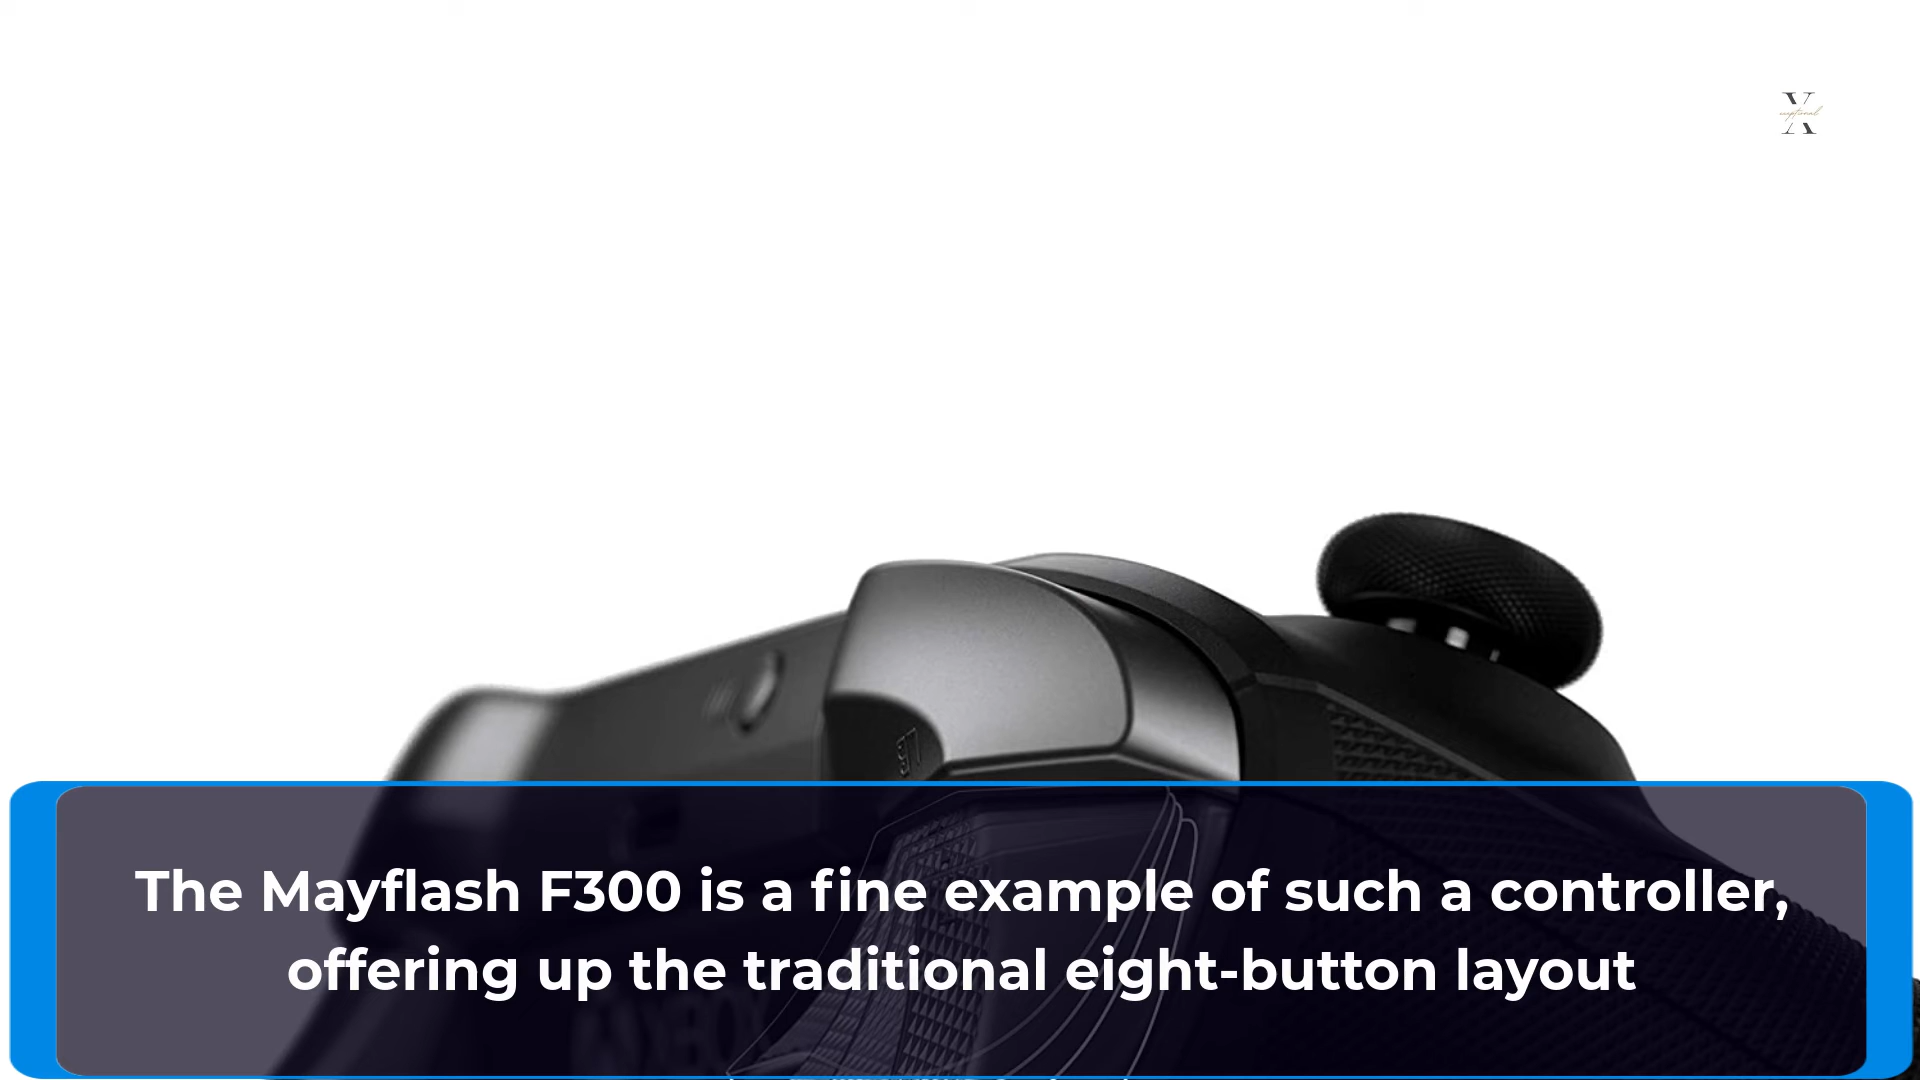 X
The Mayflash F300 is a fine example of such a controller,
offering up the traditional eight-button layout